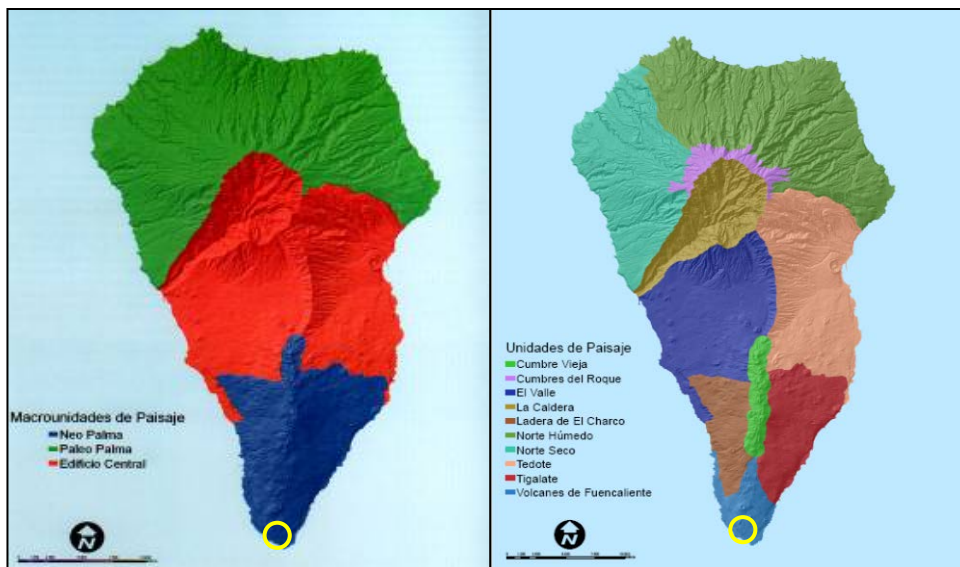 Macrounidades de Paisaje
Neo Palma
Paleo Palma
Edificio Central
N
Unidades de Paisaje
Cumbre Vieja
Cumbres del Roque
El Valle
La Caldera
Ladera de El Charco
Norte Húmedo
Norte Seco
Tedote
Tigalate
Volcanes de Fuencaliente
N